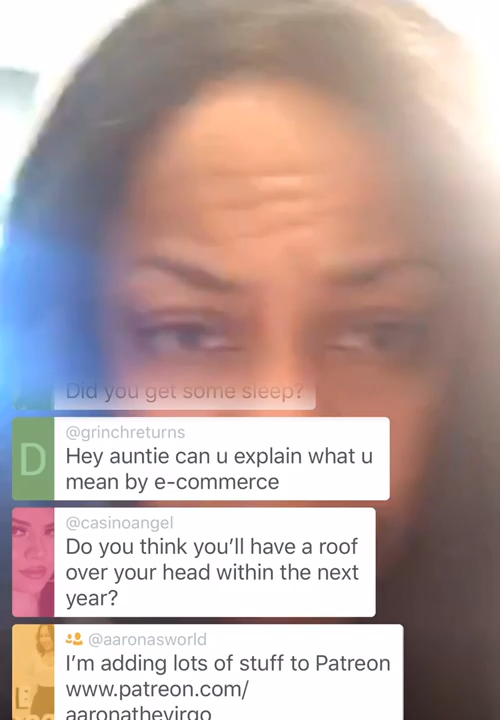 Did you get some sleep?
D
@grinchreturns
Hey auntie can u explain what u
mean by e-commerce
@casinoangel
Do you think you'll have a roof
over your head within the next
year?
@aaronasworld
I'm adding lots of stuff to Patreon
www.patreon.com/
aaronathevirgo